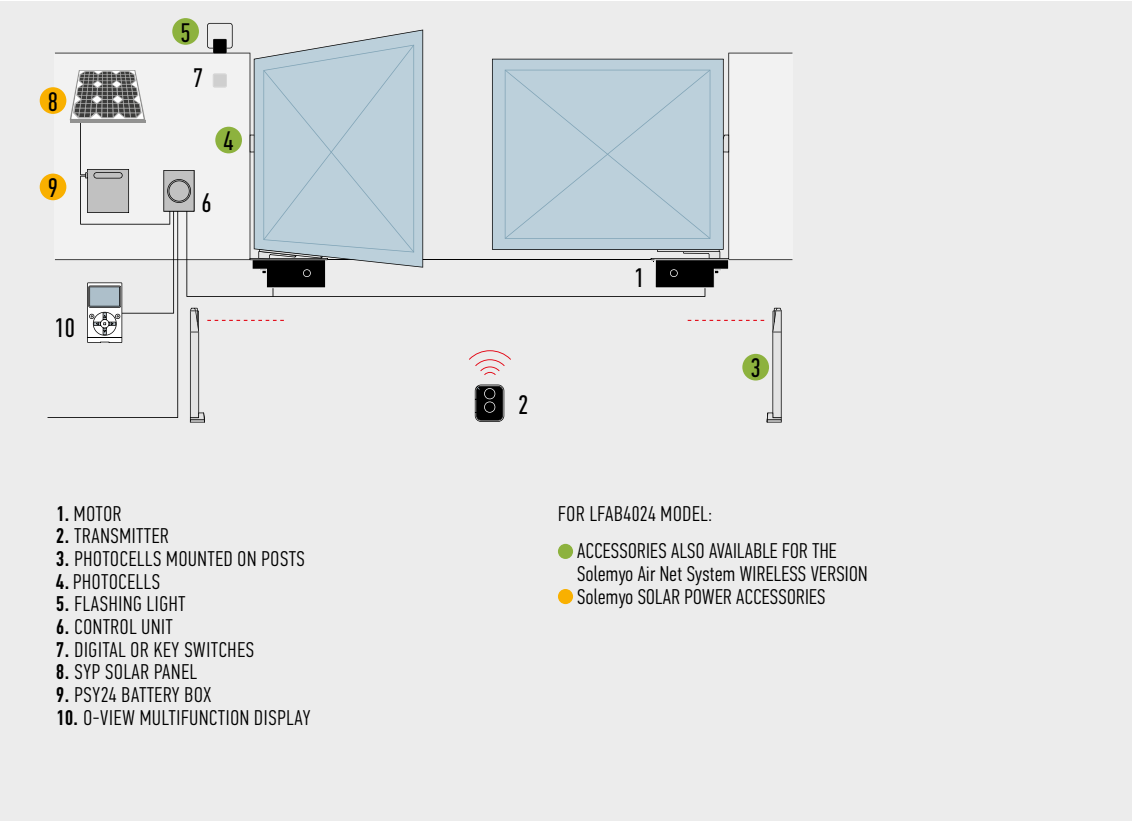 5
7
8
4
9
6
1
10
3
2
1. MOTOR
2. TRANSMITTER
3. PHOTOCELLS MOUNTED ON POSTS
4. PHOTOCELLS
5. FLASHING LIGHT
6. CONTROL UNIT
7. DIGITAL OR KEY SWITCHES
8. SYP SOLAR PANEL
9. PSY24 BATTERY BOX
10. O-VIEW MULTIFUNCTION DISPLAY
FOR LFAB4024 MODEL:
ACCESSORIES ALSO AVAILABLE FOR THE
Solemyo Air Net System WIRELESS VERSION
Solemyo SOLAR POWER ACCESSORIES